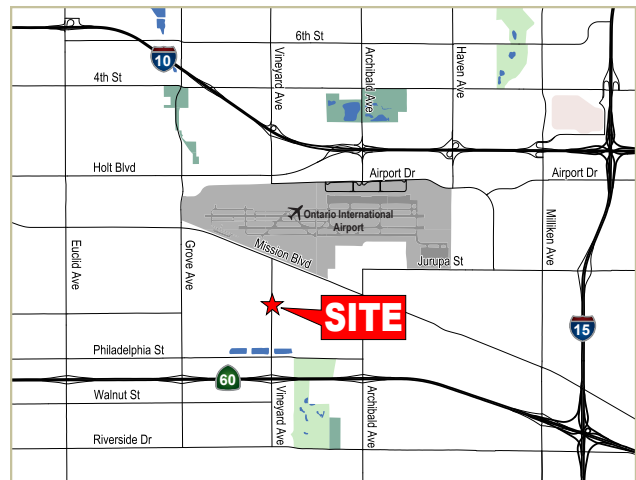 6th St
10
4th St
Vineyard Ave
Archibald Ave
Haven Ave
Holt Blvd
Airport Dr
Airport Dr
Ontario International
Airport
Mission Blvd
Jurupa St
Euclid Ave
Grove Ave
Milliken Ave
SITE
15
Philadelphia St
60
Walnut St
Vineyard Ave
Archibald Ave
Riverside Dr